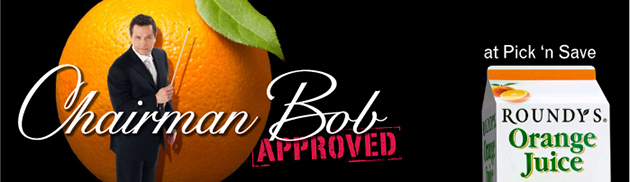 Chairman Bob
APPROVED
at Pick 'n Save
ROUNDY'S®
Orange
Juice